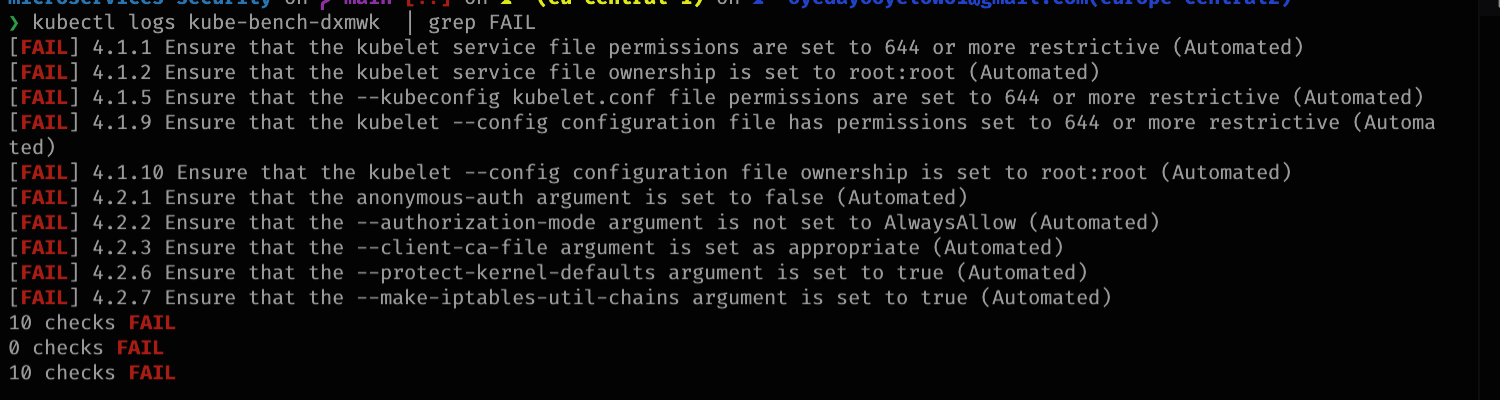 ❯ kubectl logs kube-bench-dxmwk | grep FAIL
[FAIL] 4.1.1 Ensure that the kubelet service file permissions are set to 644 or more restrictive (Automated)
[FAIL] 4.1.2 Ensure that the kubelet service file ownership is set to root:root (Automated)
[FAIL] 4.1.5 Ensure that the --kubeconfig kubelet.conf file permissions are set to 644 or more restrictive (Automated)
[FAIL] 4.1.9 Ensure that the kubelet --config configuration file has permissions set to 644 or more restrictive (Automa
ted)
[FAIL] 4.1.10 Ensure that the kubelet --config configuration file ownership is set to root:root (Automated)
[FAIL] 4.2.1 Ensure that the anonymous-auth argument is set to false (Automated)
[FAIL] 4.2.2 Ensure that the --authorization-mode argument is not set to AlwaysAllow (Automated)
[FAIL] 4.2.3 Ensure that the --client-ca-file argument is set as appropriate (Automated)
[FAIL] 4.2.6 Ensure that the --protect-kernel-defaults argument is set to true (Automated)
[FAIL] 4.2.7 Ensure that the --make-iptables-util-chains argument is set to true (Automated)
10 checks FAIL
0 checks FAIL
10 checks FAIL